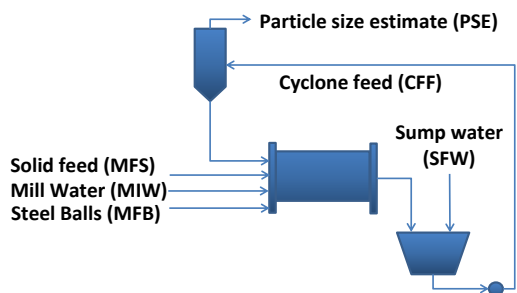 Particle size estimate (PSE)
Cyclone feed (CFF)
Sump water
(SFW)
Solid feed (MFS)
Mill Water (MIW)
Steel Balls (MFB)